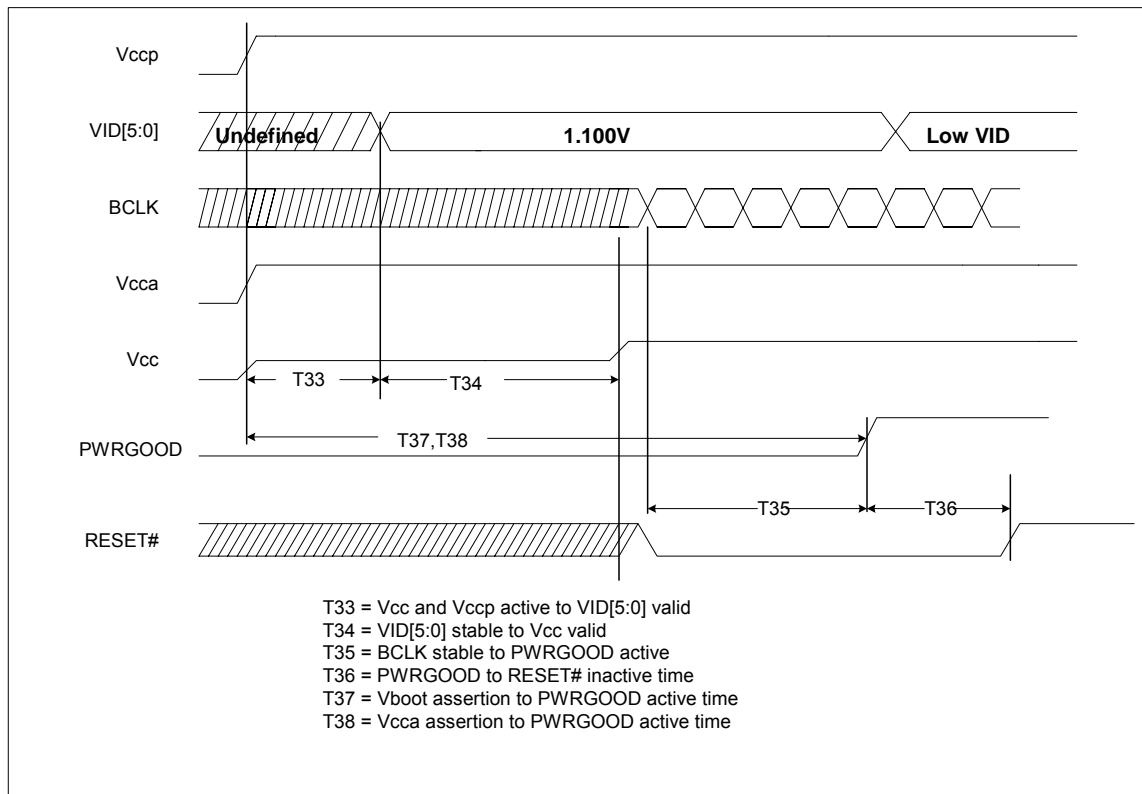 Vccp
VID[5:0]
Undefined
1.100V
Low VID
BCLK
Vcca
Vcc
T33
T34
T37,T38
PWRGOOD
T35
T36
RESET#
T33 = Vcc and Vccp active to VID[5:0] valid
T34 = VID[5:0] stable to Vcc valid
T35 = BCLK stable to PWRGOOD active
T36 = PWRGOOD to RESET# inactive time
T37 = Vboot assertion to PWRGOOD active time
T38 = Vcca assertion to PWRGOOD active time